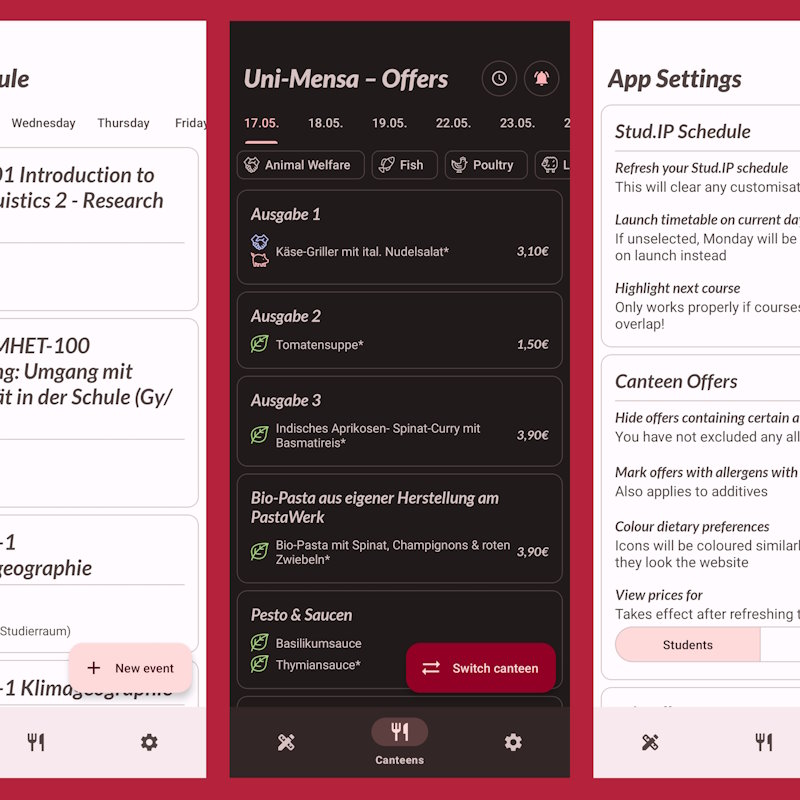 ule
Wednesday Thursday Friday
01 Introduction to
uistics 2 - Research
MHET-100
ng: Umgang mit
ät in der Schule (Gy/
-1
geographie
Studierraum)
-1 Klimageographie
New event
Uni-Mensa – Offers
17.05. 18.05. 19.05. 22.05. 23.05. 2
Animal Welfare Fish Poultry L
Ausgabe 1
Käse-Griller mit ital. Nudelsalat* 3,10€
Ausgabe 2
Tomatensuppe* 1,50€
Ausgabe 3
Indisches Aprikosen- Spinat-Curry mit
Basmatireis* 3,90€
Bio-Pasta aus eigener Herstellung am
PastaWerk
Bio-Pasta mit Spinat, Champignons & roten
Zwiebeln* 3,90€
Pesto & Saucen
Basilikumsauce
Thymiansauce*
Switch canteen
Canteens
App Settings
Stud.IP Schedule
Refresh your Stud.IP schedule
This will clear any customisat
Launch timetable on current day
If unselected, Monday will be
on launch instead
Highlight next course
Only works properly if courses
overlap!
Canteen Offers
Hide offers containing certain a
You have not excluded any all
Mark offers with allergens with
Also applies to additives
Colour dietary preferences
Icons will be coloured similarl
they look the website
View prices for
Takes effect after refreshing t
Students